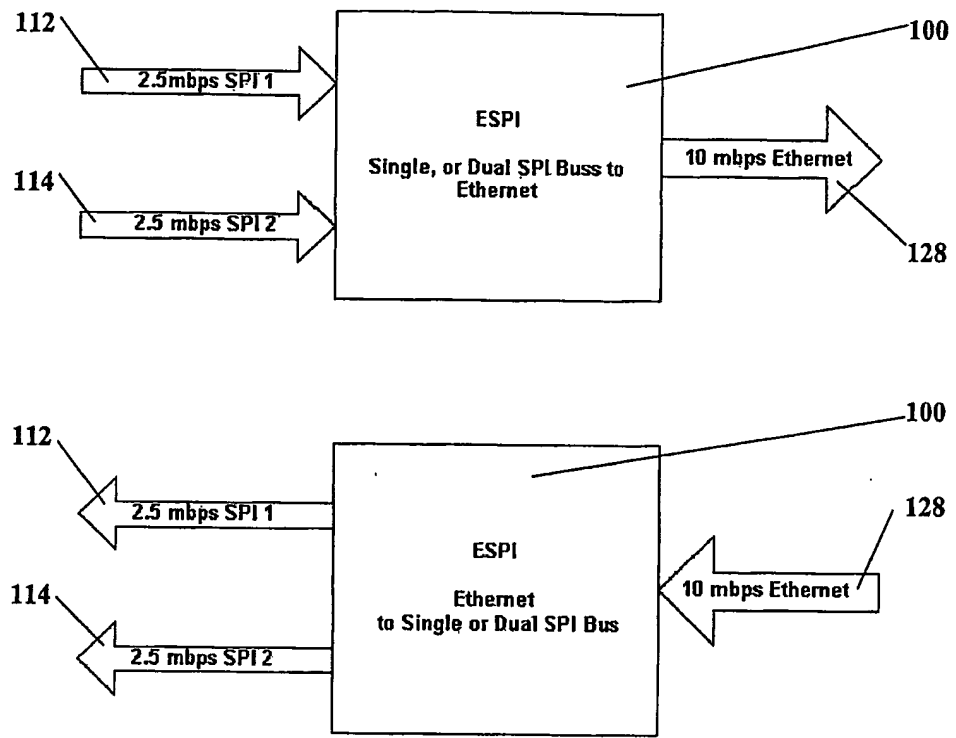 112
100
2.5mbps SPI 1
ESPI
Single, or Dual SPI Buss to
Ethernet
10 mbps Ethernet
114
2.5 mbps SPI 2
128
100
112
2.5 mbps SPI 1
128
ESPI
10 mbps Ethernet
Ethernet
to Single or Dual SPI Bus
114
2.5 mbps SPI 2